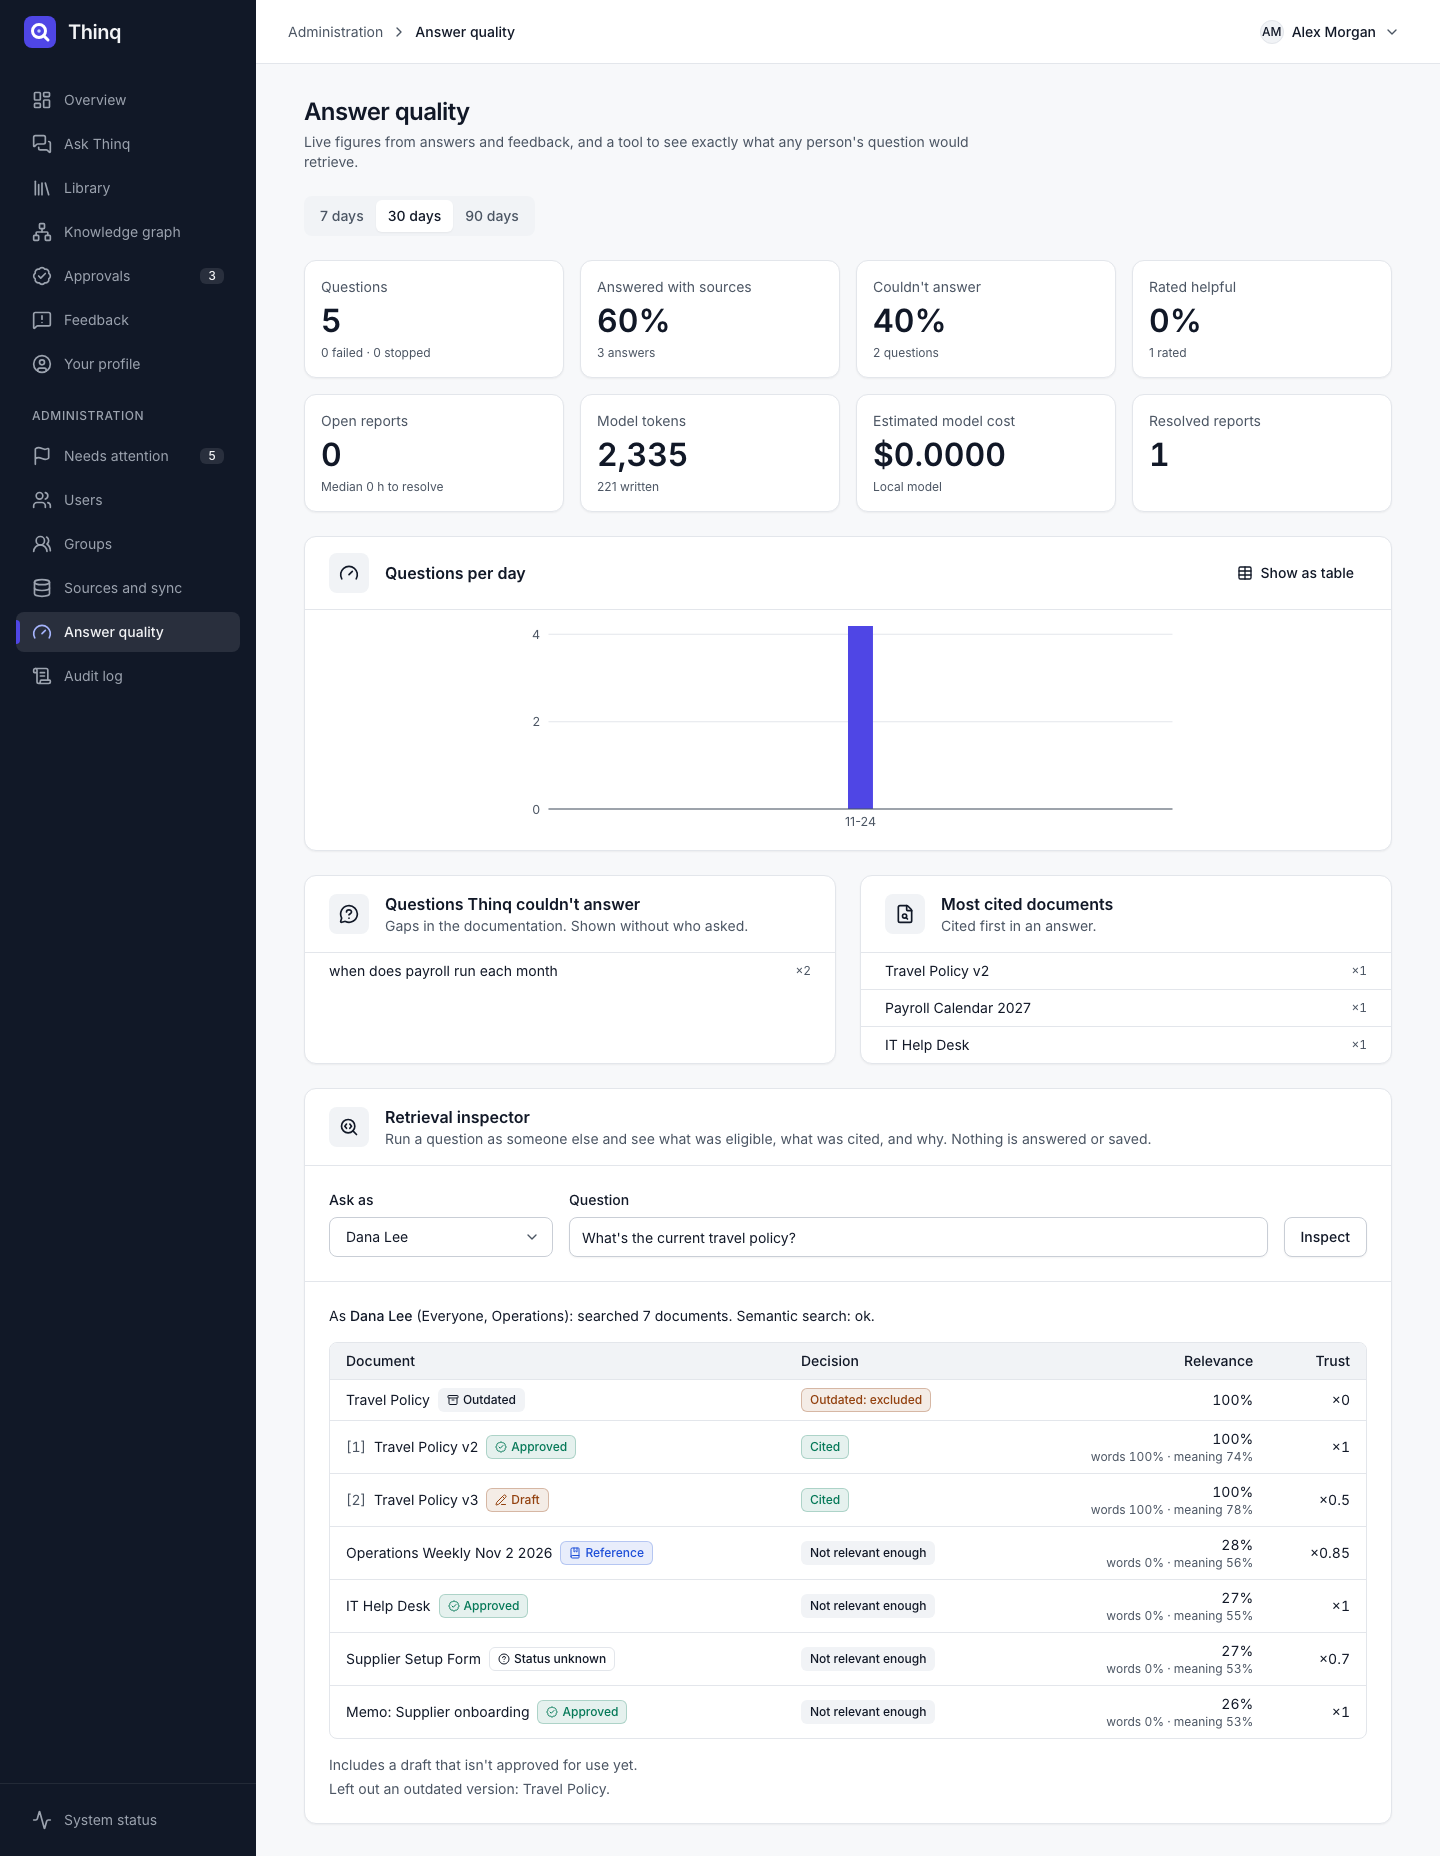 Thinq
Overview
Ask Thinq
Library
Knowledge graph
Approvals 3
Feedback
Your profile
ADMINISTRATION
Needs attention 5
Users
Groups
Sources and sync
Answer quality
Audit log
System status
Administration > Answer quality
AM Alex Morgan
Answer quality
Live figures from answers and feedback, and a tool to see exactly what any person's question would
retrieve.
7 days 30 days 90 days
Questions
5
0 failed · 0 stopped
Answered with sources
60%
3 answers
Couldn't answer
40%
2 questions
Rated helpful
0%
1 rated
Open reports
0
Median 0 h to resolve
Model tokens
2,335
221 written
Estimated model cost
$0.0000
Local model
Resolved reports
1
Questions per day
Show as table
4
2
0
11-24
Questions Thinq couldn't answer
Gaps in the documentation. Shown without who asked.
when does payroll run each month ×2
Most cited documents
Cited first in an answer.
Travel Policy v2 ×1
Payroll Calendar 2027 ×1
IT Help Desk ×1
Retrieval inspector
Run a question as someone else and see what was eligible, what was cited, and why. Nothing is answered or saved.
Ask as
Dana Lee
Question
What's the current travel policy?
Inspect
As Dana Lee (Everyone, Operations): searched 7 documents. Semantic search: ok.
Document Decision Relevance Trust
Travel Policy Outdated Outdated: excluded 100% ×0
[1] Travel Policy v2 Approved Cited 100% ×1
words 100% · meaning 74%
[2] Travel Policy v3 Draft Cited 100% ×0.5
words 100% · meaning 78%
Operations Weekly Nov 2 2026 Reference Not relevant enough 28% ×0.85
words 0% · meaning 56%
IT Help Desk Approved Not relevant enough 27% ×1
words 0% · meaning 55%
Supplier Setup Form Status unknown Not relevant enough 27% ×0.7
words 0% · meaning 53%
Memo: Supplier onboarding Approved Not relevant enough 26% ×1
words 0% · meaning 53%
Includes a draft that isn't approved for use yet.
Left out an outdated version: Travel Policy.